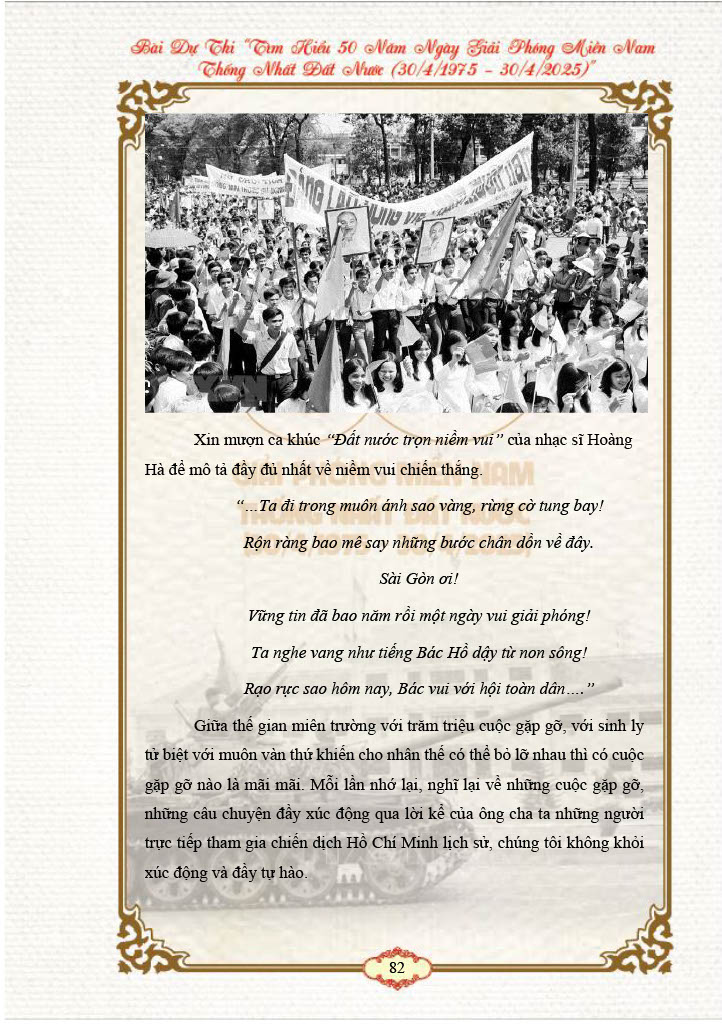 Bài Dự Thi "Tìm Hiểu 50 Năm Ngày Giải Phóng Miền Nam
Thống Nhất Đất Nước (30/4/1975 – 30/4/2025)"
Xin mượn ca khúc "Đất nước trọn niềm vui" của nhạc sĩ Hoàng
Hà để mô tả đầy đủ nhất về niềm vui chiến thắng.
GIẢI PHÓNG MIỀN NAM
THỐNG NHẤT ĐẤT NƯỚC
"…Ta đi trong muôn ánh sao vàng, rừng cờ tung bay!
Rộn ràng bao mê say những bước chân dồn về đây.
Sài Gòn ơi!
Vững tin đã bao năm rồi một ngày vui giải phóng!
Ta nghe vang như tiếng Bác Hồ dậy từ non sông!
Rạo rực sao hôm nay, Bác vui với hội toàn dân…."
Giữa thế gian miên trường với trăm triệu cuộc gặp gỡ, với sinh ly
tử biệt với muôn vàn thứ khiến cho nhân thế có thể bỏ lỡ nhau thì có cuộc
gặp gỡ nào là mãi mãi. Mỗi lần nhớ lại, nghĩ lại về những cuộc gặp gỡ,
những câu chuyện đầy xúc động qua lời kể của ông cha ta những người
trực tiếp tham gia chiến dịch Hồ Chí Minh lịch sử, chúng tôi không khỏi
xúc động và đầy tự hào.
82